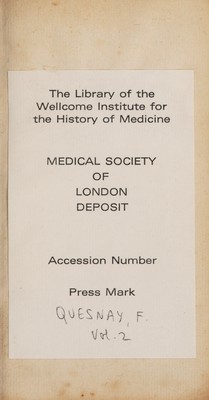 The Library of the
Wellcome Institute for
the History of Medicine
MEDICAL SOCIETY
OF
LONDON
DEPOSIT
Accession Number
Press Mark
QUESNAY, F.
Vol. 2